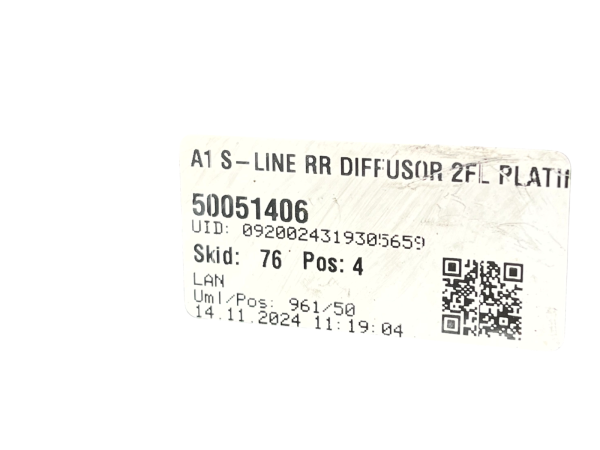 A1 S-LINE RR DIFFUSOR 2FL PLATIN
50051406
UID: 0920024319305659
Skid: 76 Pos: 4
LAN
Uml/Pos: 961/50
14.11.2024 11:19:04